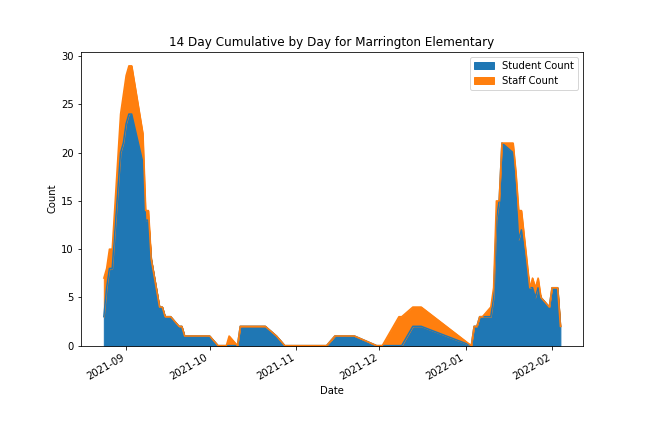 14 Day Cumulative by Day for Marrington Elementary
Student Count
Staff Count
Count
30
25
20
15
10
5
0
2021-09
2021-10
2021-11
2021-12
2022-01
2022-02
Date